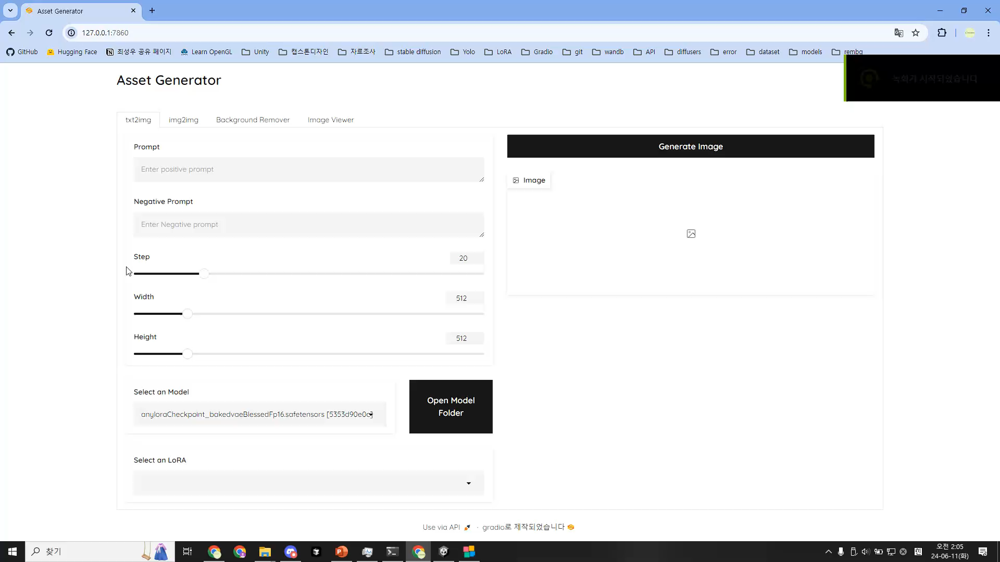 Asset Generator
127.0.0.1:7860
GitHub
Hugging Face
최성우 공유 페이지
Learn OpenGL
Unity
캡스톤디자인
자료조사
stable diffusion
Yolo
LoRA
Gradio
git
wandb
API
diffusers
error
dataset
models
rembg
Asset Generator
녹화가 시작되었습니다
txt2img
img2img
Background Remover
Image Viewer
Prompt
Enter positive prompt
Negative Prompt
Enter Negative prompt
Step
20
Width
512
Height
512
Generate Image
Image
Select an Model
anyloraCheckpoint_bakedvaeBlessedFp16.safetensors [5353d90e0c]
Open Model
Folder
Select an LoRA
Use via API
·
gradio로 제작되었습니다
찾기
오전 2:05
24-06-11(화)